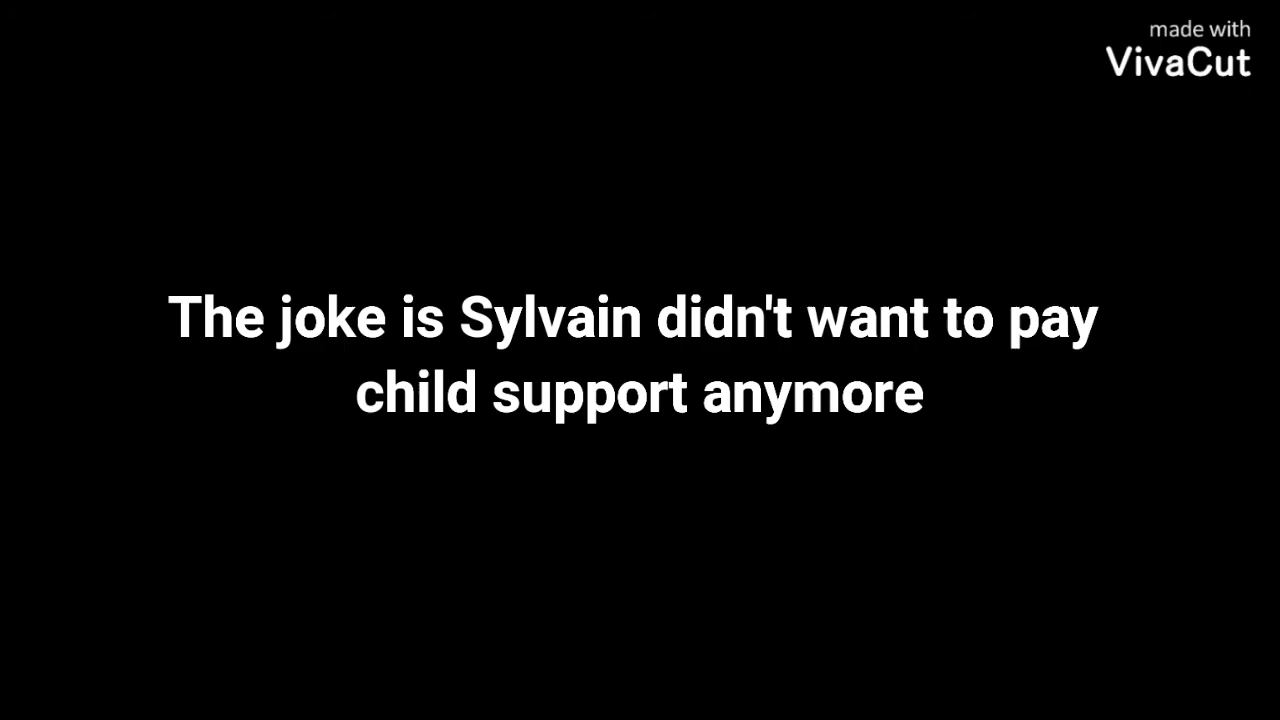 made with
VivaCut
The joke is Sylvain didn't want to pay
child support anymore